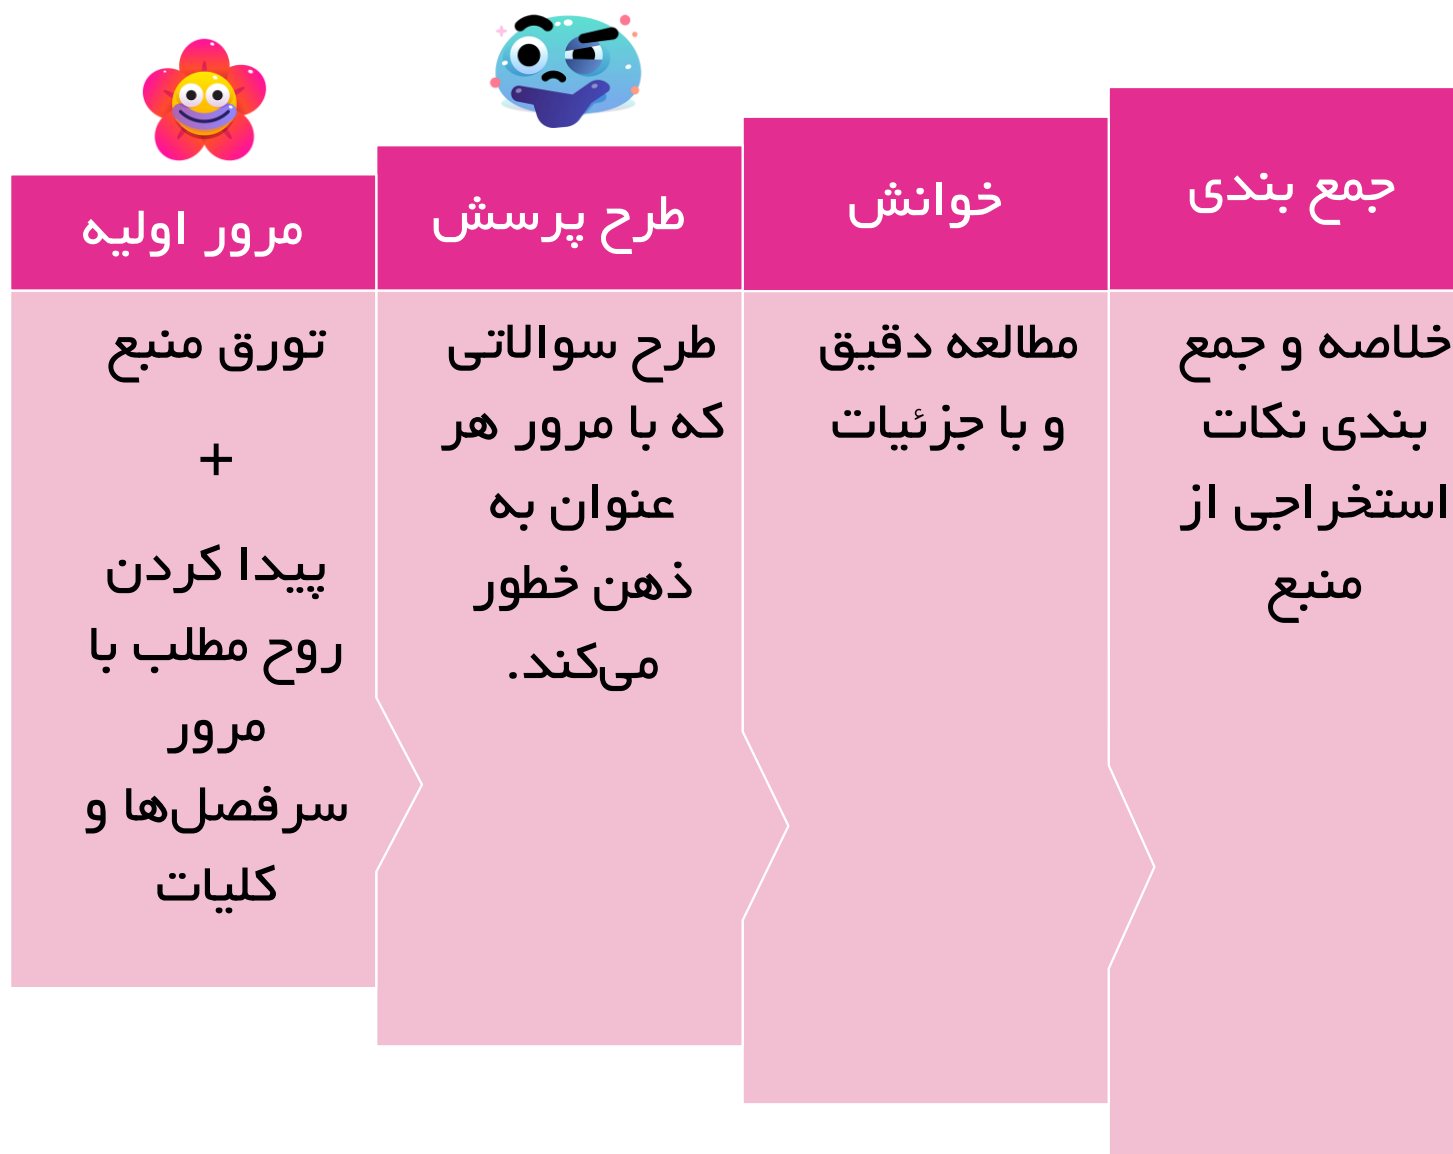 مرور اولیه
تورق منبع
+
پیدا کردن
روح مطلب با
مرور
سرفصل‌ها و
کلیات
طرح پرسش
طرح سوالاتی
که با مرور هر
عنوان به
ذهن خطور
می‌کند.
خوانش
مطالعه دقیق
و با جزئیات
جمع بندی
خلاصه و جمع
بندی نکات
استخراجی از
منبع